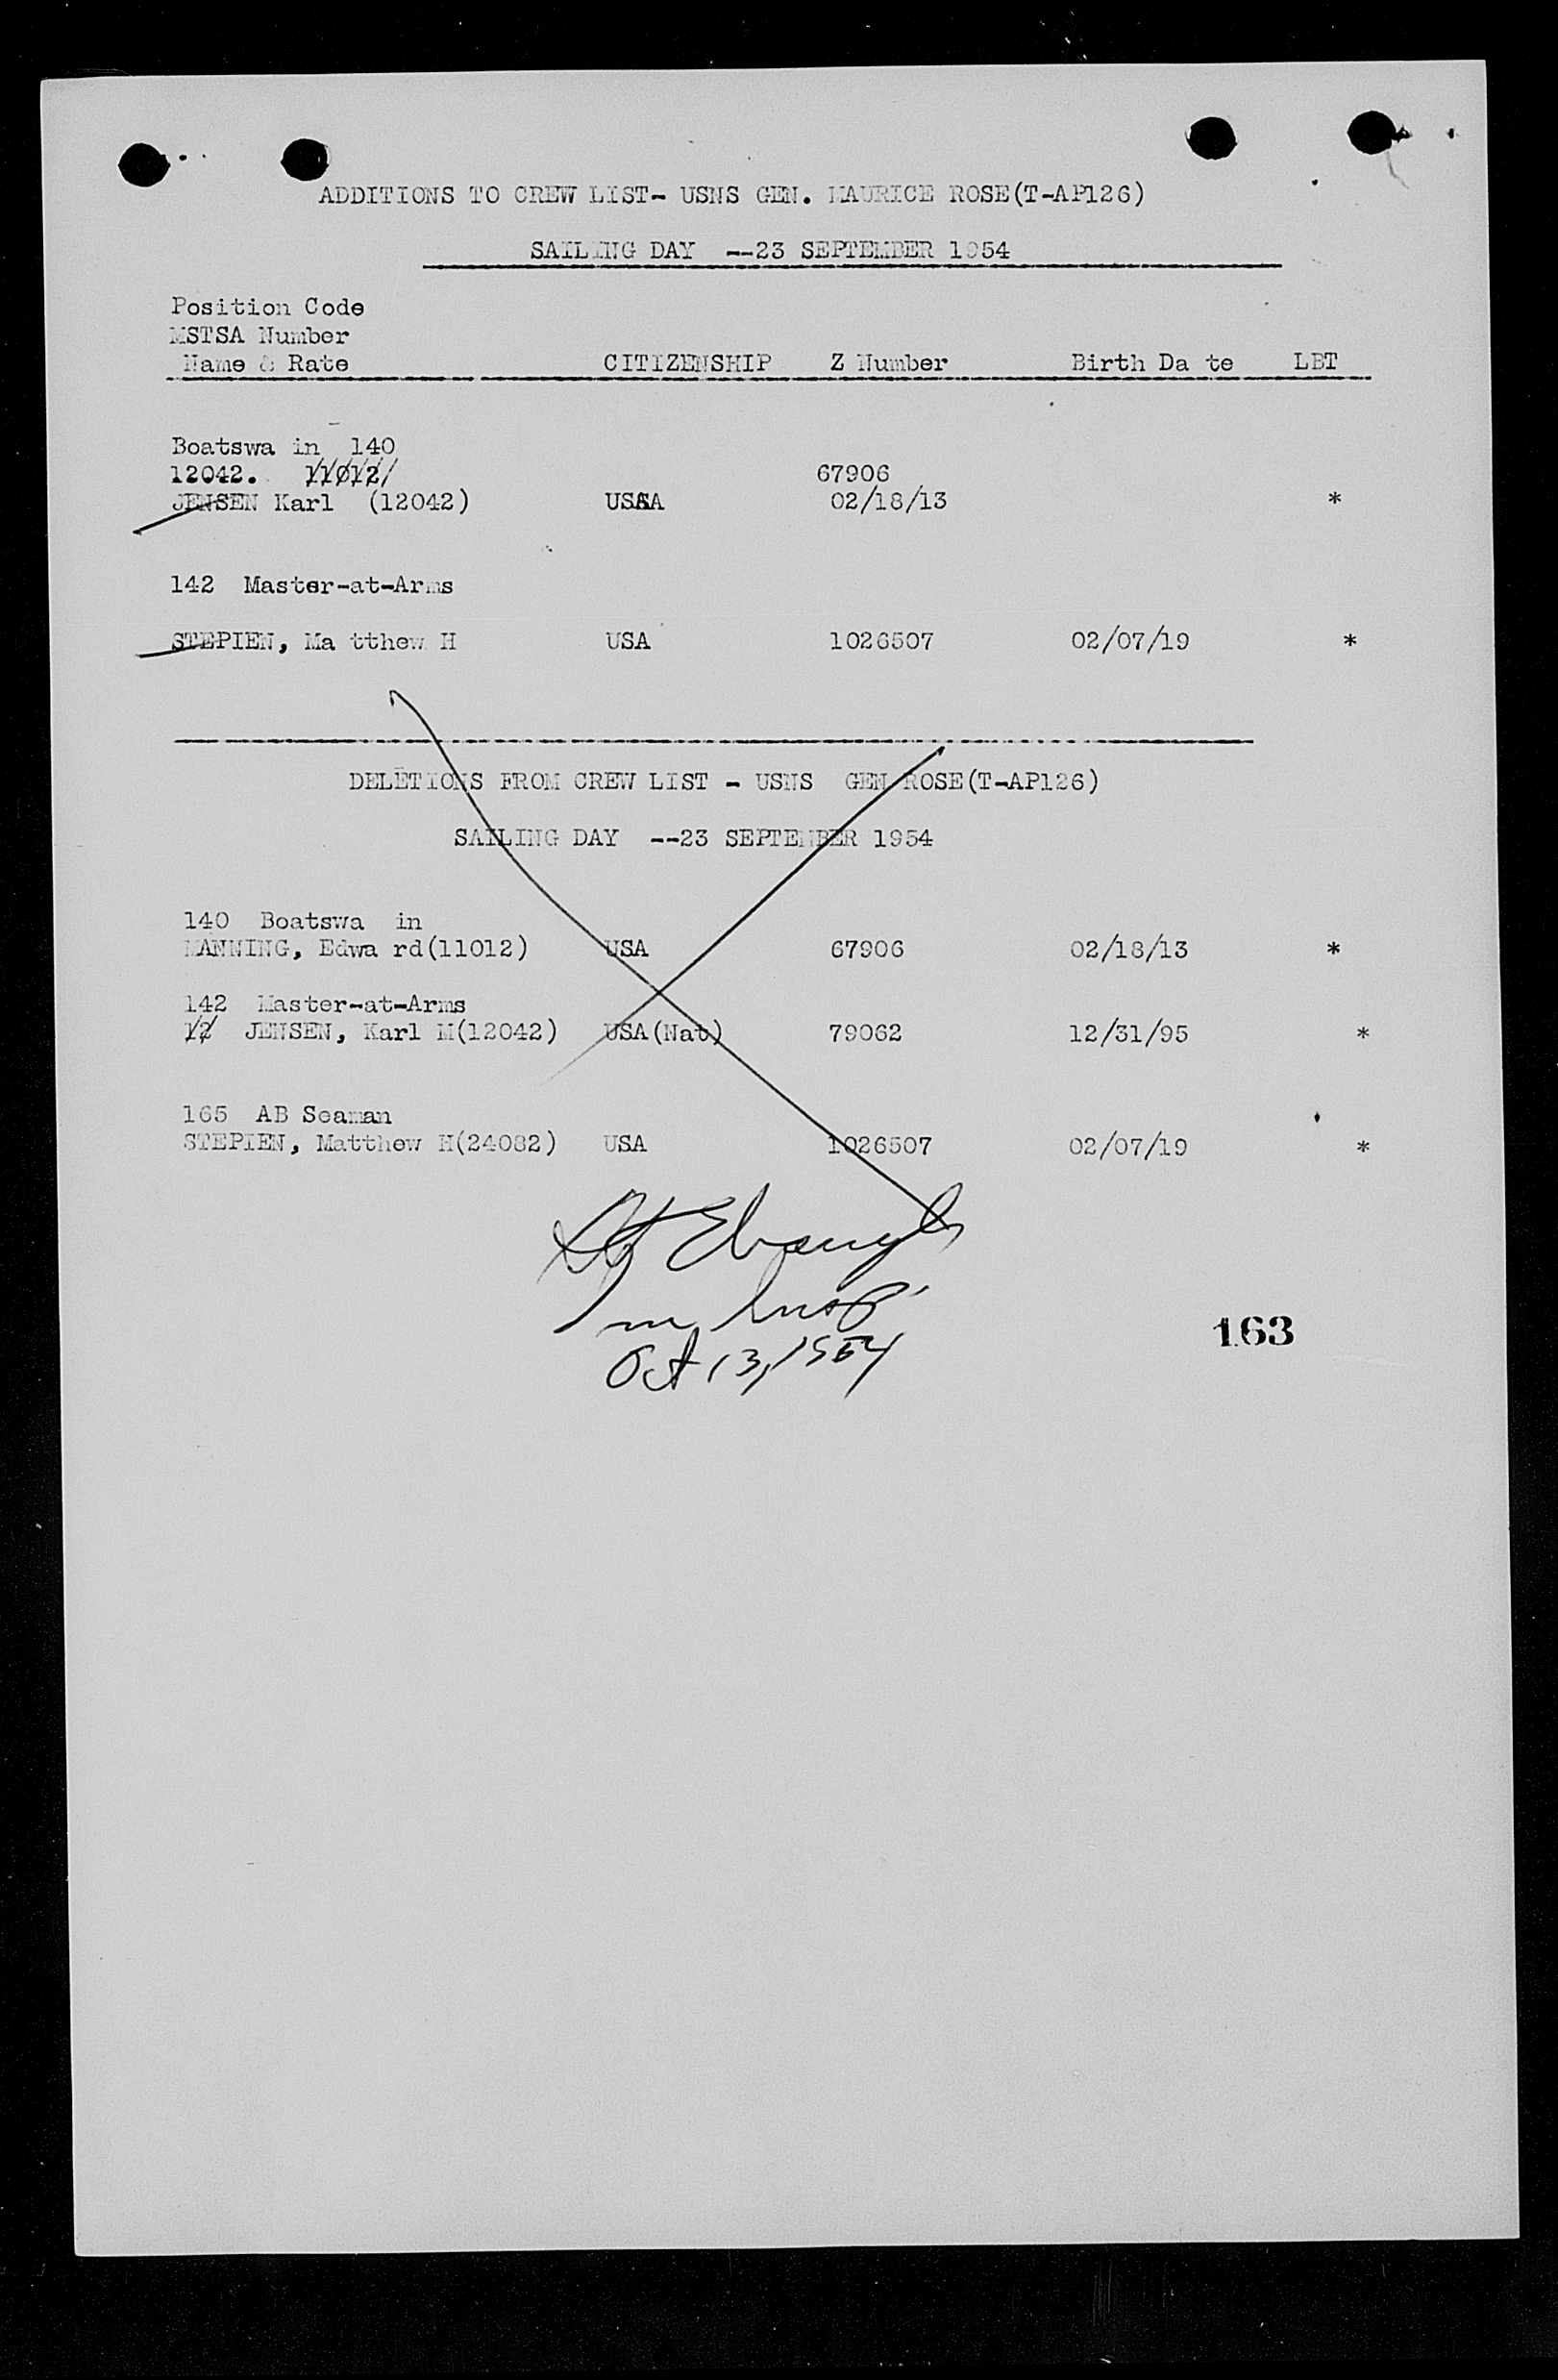 ADDITIONS TO CREW LIST- USNS GEN. MAURICE ROSE(T-AP126)
SAILING DAY --23 SEPTEMBER 1954
Position Code
MSTSA Number
Name & Rate CITIZENSHIP Z Number Birth Da te LBT
Boatswa in 140
12042. 11012 67906
JENSEN Karl (12042) USA 02/18/13 *
142 Master-at-Arms
STEPIEN, Ma tthew H USA 1026507 02/07/19 *
DELETIONS FROM CREW LIST - USNS GEN ROSE(T-AP126)
SAILING DAY --23 SEPTEMBER 1954
140 Boatswa in
MANNING, Edwa rd(11012) USA 67906 02/18/13 *
142 Master-at-Arms
12 JENSEN, Karl M(12042) USA(Nat) 79062 12/31/95 *
165 AB Seaman
STEPIEN, Matthew H(24082) USA 1026507 02/07/19 *
Im Insp.
Oct 13, 1954
163